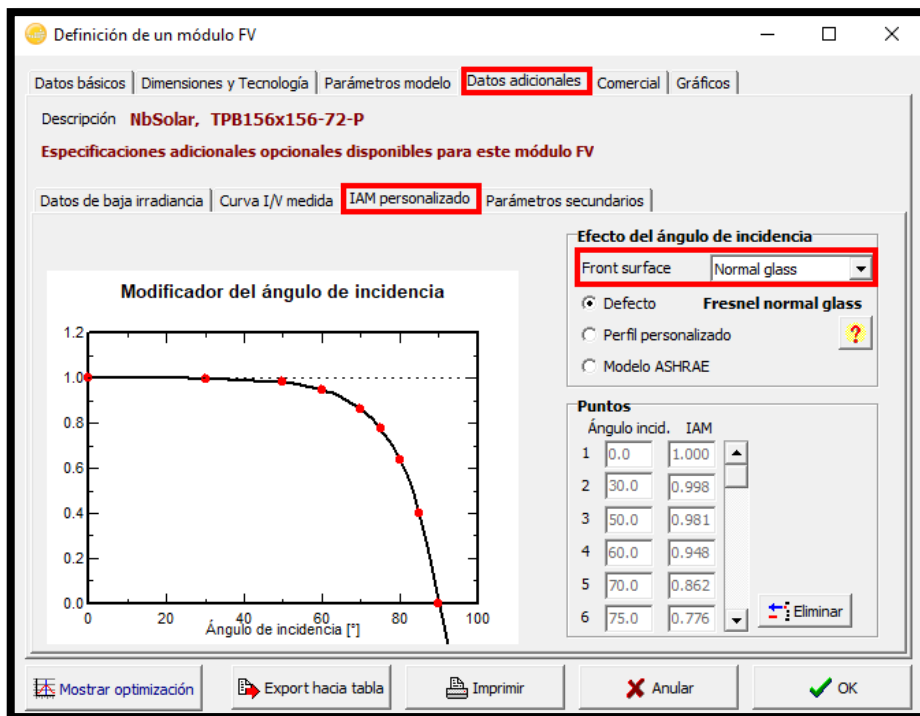 Definición de un módulo FV
Datos básicos Dimensiones y Tecnología Parámetros modelo Datos adicionales Comercial Gráficos
Descripción NbSolar, TPB156x156-72-P
Especificaciones adicionales opcionales disponibles para este módulo FV
Datos de baja irradiancia Curva I/V medida IAM personalizado Parámetros secundarios
Modificador del ángulo de incidencia
1.2
1.0
0.8
0.6
0.4
0.2
0.0
0 20 40 60 80 100
Ángulo de incidencia [°]
Efecto del ángulo de incidencia
Front surface Normal glass
Defecto Fresnel normal glass
Perfil personalizado ?
Modelo ASHRAE
Puntos
Ángulo incid. IAM
1 0.0 1.000
2 30.0 0.998
3 50.0 0.981
4 60.0 0.948
5 70.0 0.862
6 75.0 0.776
Eliminar
Mostrar optimización Export hacia tabla Imprimir Anular OK